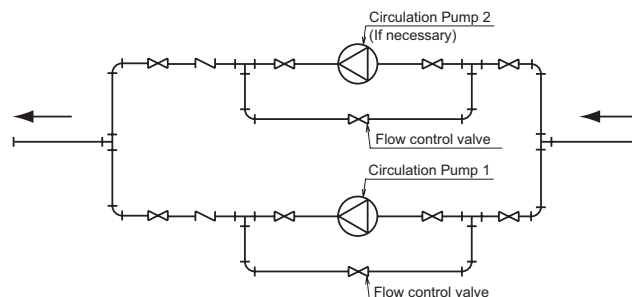 Circulation Pump 2
(If necessary)
Flow control valve
Circulation Pump 1
Flow control valve